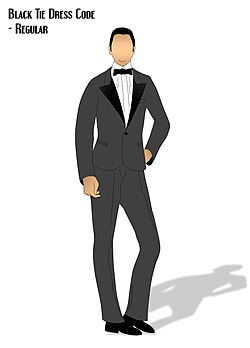 Black Tie Dress Code
- Regular